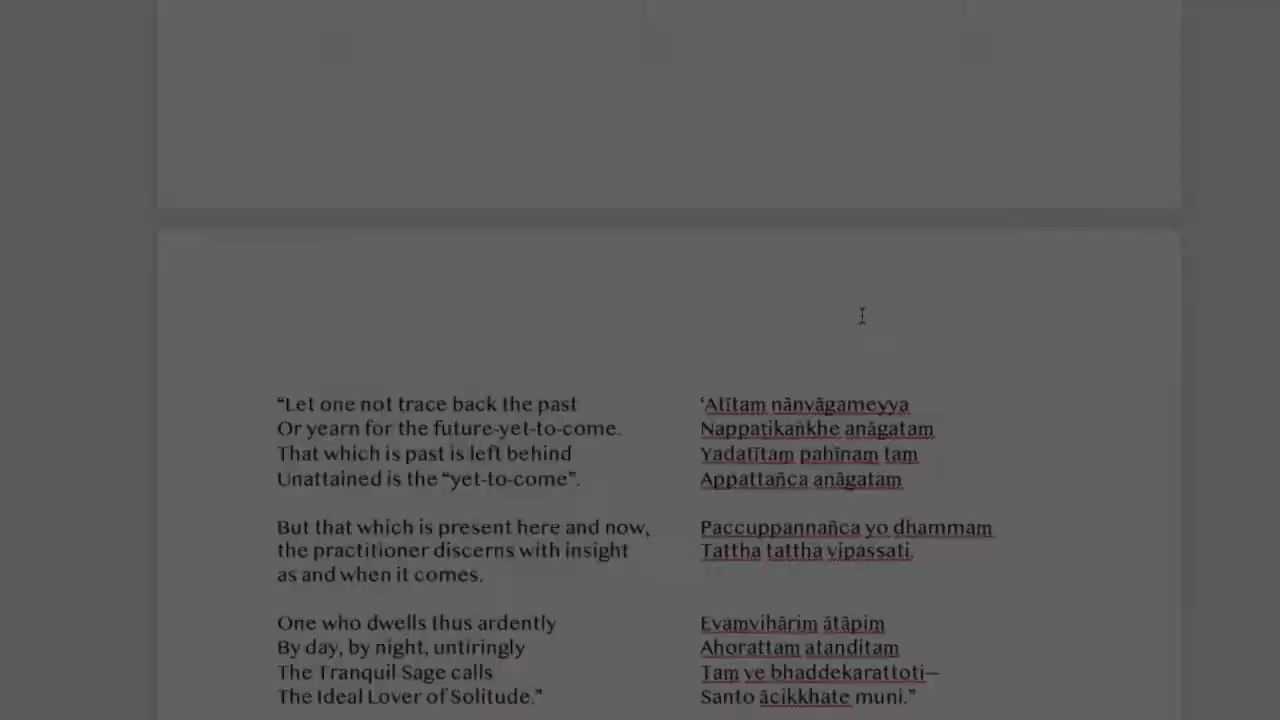 “Let one not trace back the past
Or yearn for the future-yet-to-come.
That which is past is left behind
Unattained is the “yet-to-come”.
But that which is present here and now,
the practitioner discerns with insight
as and when it comes.
One who dwells thus ardently
By day, by night, untiringly
The Tranquil Sage calls
The Ideal Lover of Solitude.”
‘Atītaṃ nānvāgameyya
Nappaṭikaṅkhe anāgataṃ
Yadatītaṃ pahīnaṃ taṃ
Appattañca anāgataṃ
Paccuppannañca yo dhammaṃ
Tattha tattha vipassati.
Evaṃvihāriṃ ātāpiṃ
Ahorattaṃ atanditaṃ
Taṃ ve bhaddekarattoti—
Santo ācikkhate muni.”